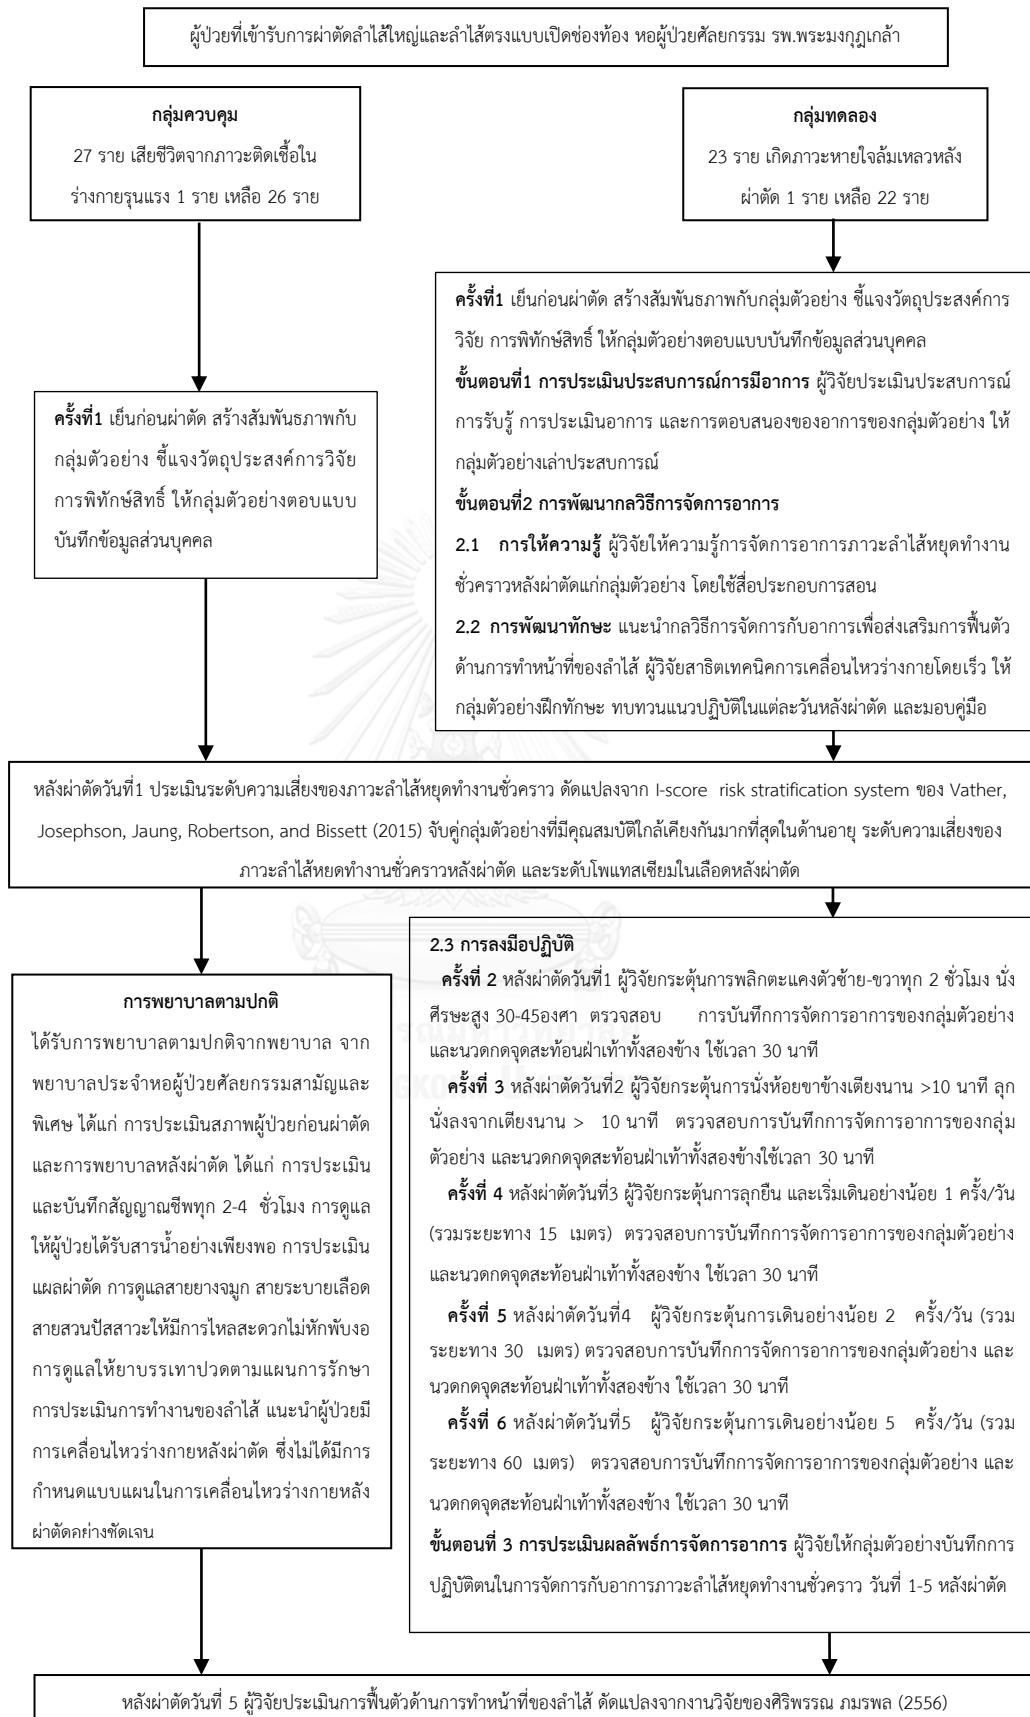 ผู้ป่วยที่เข้ารับการผ่าตัดลำไส้ใหญ่และลำไส้ตรงแบบเปิดช่องท้อง หอผู้ป่วยศัลยกรรม รพ.พระมงกุฎเกล้า
กลุ่มควบคุม
27 ราย เสียชีวิตจากภาวะติดเชื้อใน
ร่างกายรุนแรง 1 ราย เหลือ 26 ราย
กลุ่มทดลอง
23 ราย เกิดภาวะหายใจล้มเหลวหลัง
ผ่าตัด 1 ราย เหลือ 22 ราย
ครั้งที่1 เย็นก่อนผ่าตัด สร้างสัมพันธภาพกับ
กลุ่มตัวอย่าง ชี้แจงวัตถุประสงค์การวิจัย
การพิทักษ์สิทธิ์ ให้กลุ่มตัวอย่างตอบแบบ
บันทึกข้อมูลส่วนบุคคล
ครั้งที่1 เย็นก่อนผ่าตัด สร้างสัมพันธภาพกับกลุ่มตัวอย่าง ชี้แจงวัตถุประสงค์การ
วิจัย การพิทักษ์สิทธิ์ ให้กลุ่มตัวอย่างตอบแบบบันทึกข้อมูลส่วนบุคคล
ขั้นตอนที่1 การประเมินประสบการณ์การมีอาการ ผู้วิจัยประเมินประสบการณ์
การรับรู้ การประเมินอาการ และการตอบสนองของอาการของกลุ่มตัวอย่าง ให้
กลุ่มตัวอย่างเล่าประสบการณ์
ขั้นตอนที่2 การพัฒนากลวิธีการจัดการอาการ
2.1 การให้ความรู้ ผู้วิจัยให้ความรู้การจัดการอาการภาวะลำไส้หยุดทำงาน
ชั่วคราวหลังผ่าตัดแก่กลุ่มตัวอย่าง โดยใช้สื่อประกอบการสอน
2.2 การพัฒนาทักษะ แนะนำกลวิธีการจัดการกับอาการเพื่อส่งเสริมการฟื้นตัว
ด้านการทำหน้าที่ของลำไส้ ผู้วิจัยสาธิตเทคนิคการเคลื่อนไหวร่างกายโดยเร็ว ให้
กลุ่มตัวอย่างฝึกทักษะ ทบทวนแนวปฏิบัติในแต่ละวันหลังผ่าตัด และมอบคู่มือ
หลังผ่าตัดวันที่1 ประเมินระดับความเสี่ยงของภาวะลำไส้หยุดทำงานชั่วคราว ดัดแปลงจาก I-score risk stratification system ของ Vather,
Josephson, Jaung, Robertson, and Bissett (2015) จับคู่กลุ่มตัวอย่างที่มีคุณสมบัติใกล้เคียงกันมากที่สุดในด้านอายุ ระดับความเสี่ยงของ
ภาวะลำไส้หยุดทำงานชั่วคราวหลังผ่าตัด และระดับโพแทสเซียมในเลือดหลังผ่าตัด
การพยาบาลตามปกติ
ได้รับการพยาบาลตามปกติจากพยาบาล จาก
พยาบาลประจำหอผู้ป่วยศัลยกรรมสามัญและ
พิเศษ ได้แก่ การประเมินสภาพผู้ป่วยก่อนผ่าตัด
และการพยาบาลหลังผ่าตัด ได้แก่ การประเมิน
และบันทึกสัญญาณชีพทุก 2-4 ชั่วโมง การดูแล
ให้ผู้ป่วยได้รับสารน้ำอย่างเพียงพอ การประเมิน
แผลผ่าตัด การดูแลสายยางจมูก สายระบายเลือด
สายสวนปัสสาวะให้มีการไหลสะดวกไม่หักพับงอ
การดูแลให้ยาบรรเทาปวดตามแผนการรักษา
การประเมินการทำงานของลำไส้ แนะนำผู้ป่วยมี
การเคลื่อนไหวร่างกายหลังผ่าตัด ซึ่งไม่ได้มีการ
กำหนดแบบแผนในการเคลื่อนไหวร่างกายหลัง
ผ่าตัดอย่างชัดเจน
2.3 การลงมือปฏิบัติ
ครั้งที่ 2 หลังผ่าตัดวันที่1 ผู้วิจัยกระตุ้นการพลิกตะแคงตัวซ้าย-ขวาทุก 2 ชั่วโมง นั่ง
ศีรษะสูง 30-45องศา ตรวจสอบ การบันทึกการจัดการอาการของกลุ่มตัวอย่าง
และนวดกดจุดสะท้อนฝ่าเท้าทั้งสองข้าง ใช้เวลา 30 นาที
ครั้งที่ 3 หลังผ่าตัดวันที่2 ผู้วิจัยกระตุ้นการนั่งห้อยขาข้างเตียงนาน >10 นาที ลุก
นั่งลงจากเตียงนาน > 10 นาที ตรวจสอบการบันทึกการจัดการอาการของกลุ่ม
ตัวอย่าง และนวดกดจุดสะท้อนฝ่าเท้าทั้งสองข้างใช้เวลา 30 นาที
ครั้งที่ 4 หลังผ่าตัดวันที่3 ผู้วิจัยกระตุ้นการลุกยืน และเริ่มเดินอย่างน้อย 1 ครั้ง/วัน
(รวมระยะทาง 15 เมตร) ตรวจสอบการบันทึกการจัดการอาการของกลุ่มตัวอย่าง
และนวดกดจุดสะท้อนฝ่าเท้าทั้งสองข้าง ใช้เวลา 30 นาที
ครั้งที่ 5 หลังผ่าตัดวันที่4 ผู้วิจัยกระตุ้นการเดินอย่างน้อย 2 ครั้ง/วัน (รวม
ระยะทาง 30 เมตร) ตรวจสอบการบันทึกการจัดการอาการของกลุ่มตัวอย่าง และ
นวดกดจุดสะท้อนฝ่าเท้าทั้งสองข้าง ใช้เวลา 30 นาที
ครั้งที่ 6 หลังผ่าตัดวันที่5 ผู้วิจัยกระตุ้นการเดินอย่างน้อย 5 ครั้ง/วัน (รวม
ระยะทาง 60 เมตร) ตรวจสอบการบันทึกการจัดการอาการของกลุ่มตัวอย่าง และ
นวดกดจุดสะท้อนฝ่าเท้าทั้งสองข้าง ใช้เวลา 30 นาที
ขั้นตอนที่ 3 การประเมินผลลัพธ์การจัดการอาการ ผู้วิจัยให้กลุ่มตัวอย่างบันทึกการ
ปฏิบัติตนในการจัดการกับอาการภาวะลำไส้หยุดทำงานชั่วคราว วันที่ 1-5 หลังผ่าตัด
หลังผ่าตัดวันที่ 5 ผู้วิจัยประเมินการฟื้นตัวด้านการทำหน้าที่ของลำไส้ ดัดแปลงจากงานวิจัยของศิริพรรณ ภมรพล (2556)